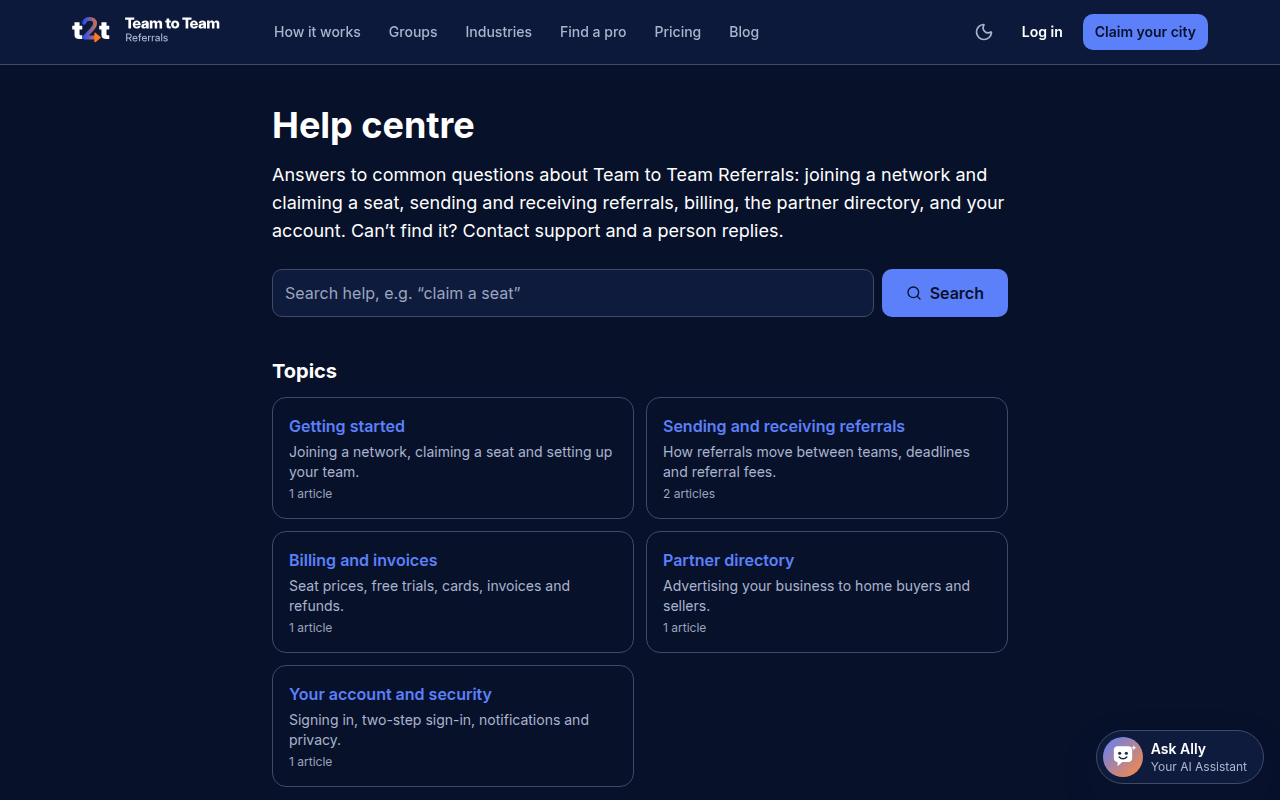 t2t Team to Team
Referrals
How it works
Groups
Industries
Find a pro
Pricing
Blog
Log in
Claim your city
Help centre
Answers to common questions about Team to Team Referrals: joining a network and
claiming a seat, sending and receiving referrals, billing, the partner directory, and your
account. Can’t find it? Contact support and a person replies.
Search help, e.g. “claim a seat”
Search
Topics
Getting started
Joining a network, claiming a seat and setting up
your team.
1 article
Sending and receiving referrals
How referrals move between teams, deadlines
and referral fees.
2 articles
Billing and invoices
Seat prices, free trials, cards, invoices and
refunds.
1 article
Partner directory
Advertising your business to home buyers and
sellers.
1 article
Your account and security
Signing in, two-step sign-in, notifications and
privacy.
1 article
Ask Ally
Your AI Assistant